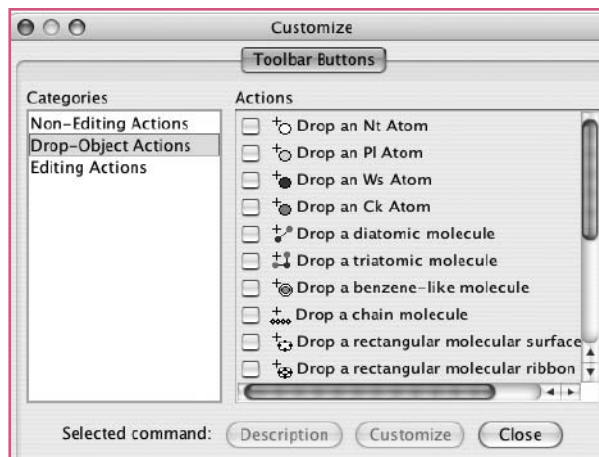 Customize
Toolbar Buttons
Categories
Non-Editing Actions
Drop-Object Actions
Editing Actions
Actions
Drop an Nt Atom
Drop an Pl Atom
Drop an Ws Atom
Drop an Ck Atom
Drop a diatomic molecule
Drop a triatomic molecule
Drop a benzene-like molecule
Drop a chain molecule
Drop a rectangular molecular surface
Drop a rectangular molecular ribbon
Selected command: Description Customize Close